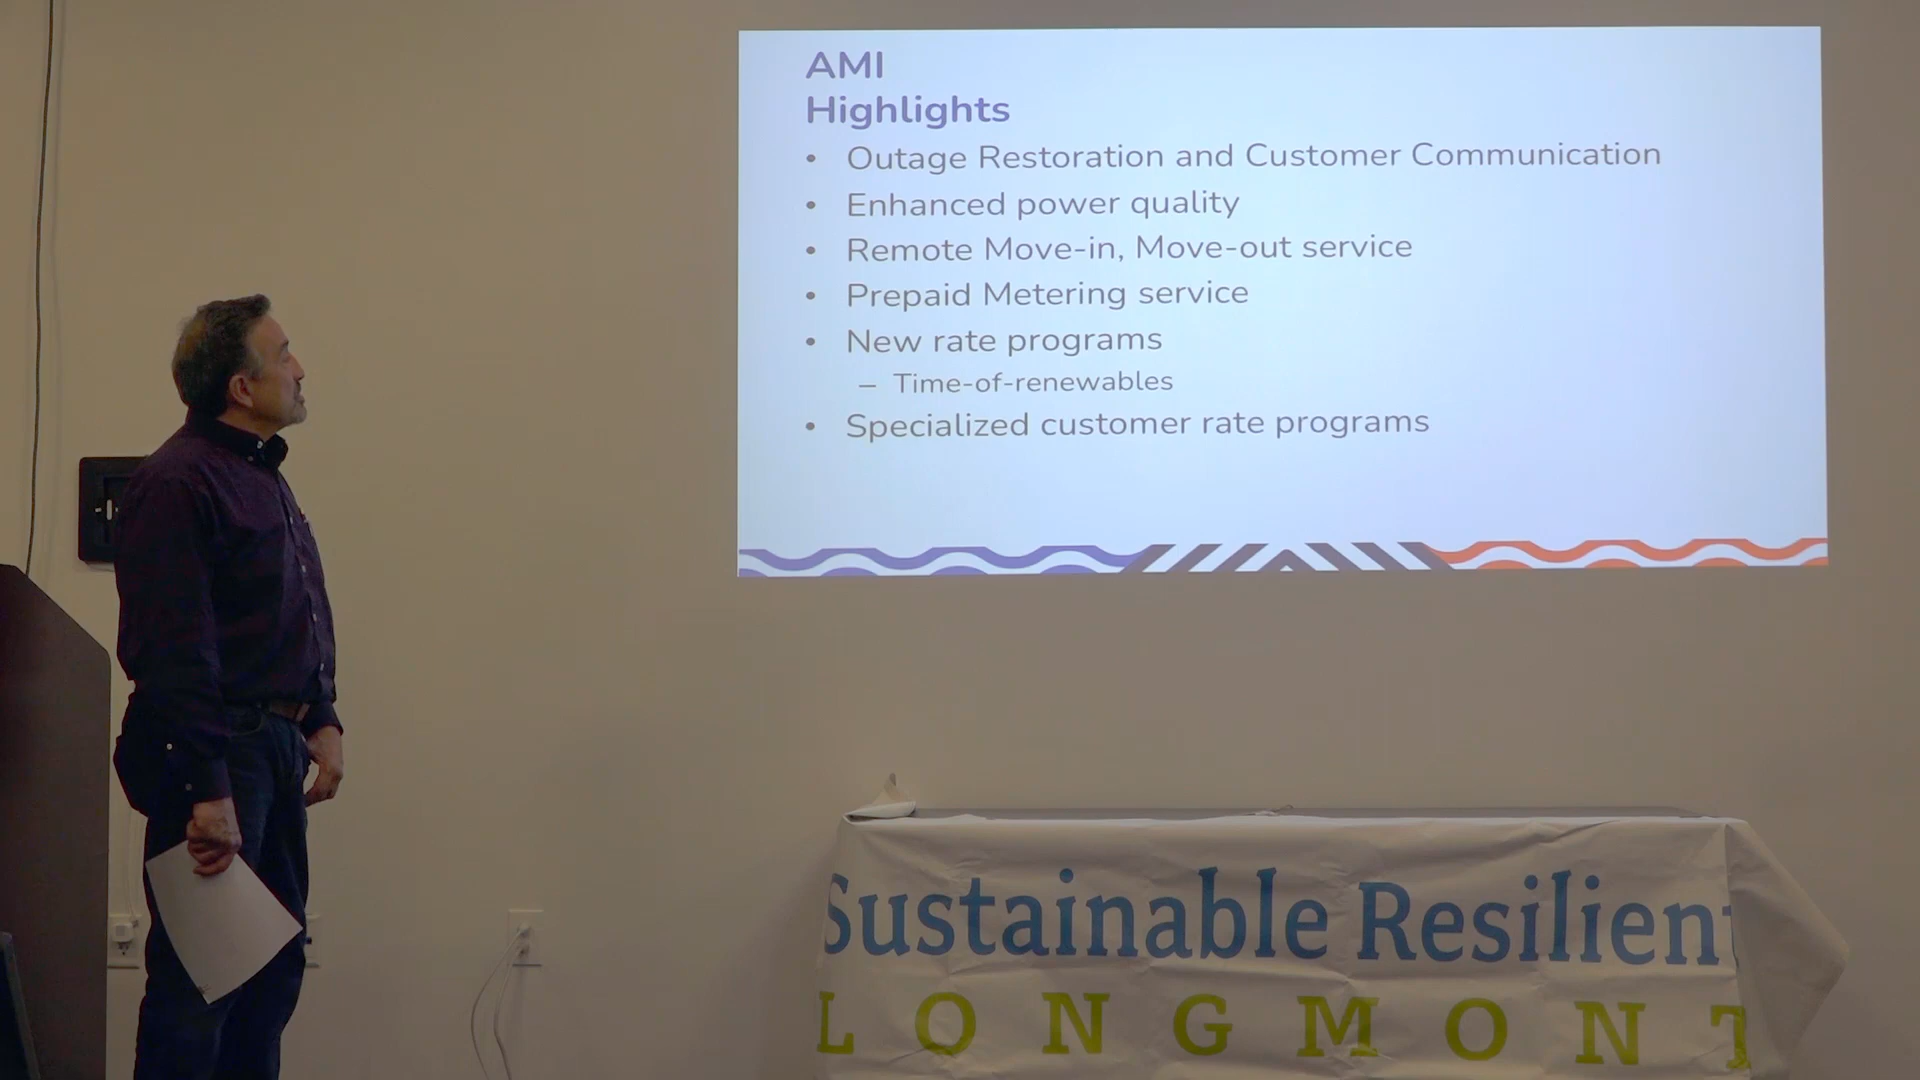 AMI
Highlights
• Outage Restoration and Customer Communication
• Enhanced power quality
• Remote Move-in, Move-out service
• Prepaid Metering service
• New rate programs
– Time-of-renewables
• Specialized customer rate programs
Sustainable Resilient
LONGMONT